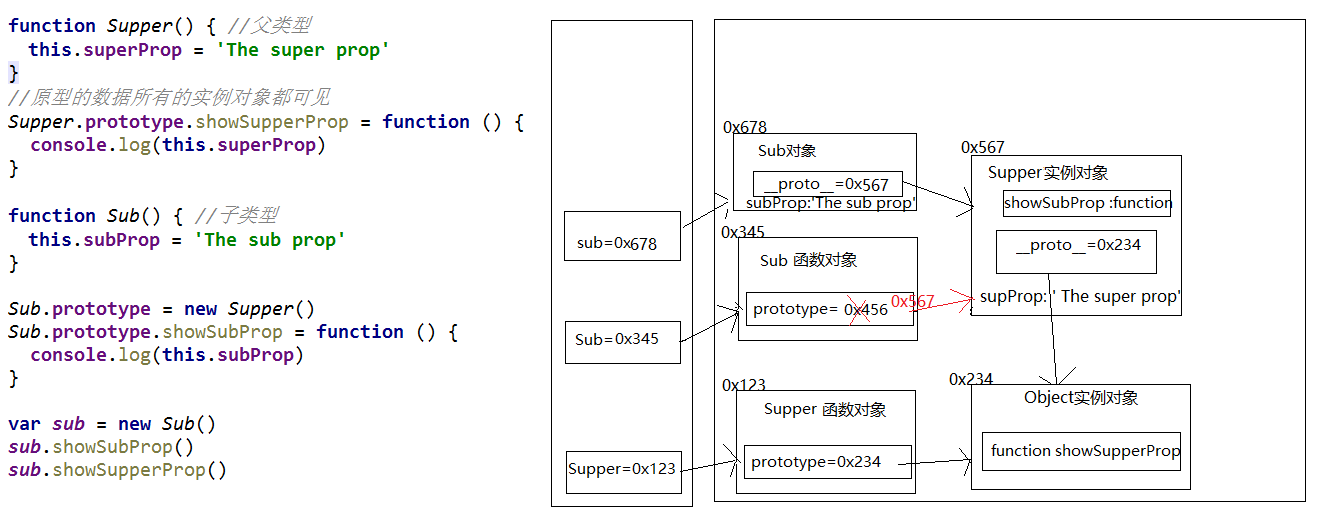 function Supper() { //父类型
  this.superProp = 'The super prop'
}
//原型的数据所有的实例对象都可见
Supper.prototype.showSupperProp = function () {
  console.log(this.superProp)
}
function Sub() { //子类型
  this.subProp = 'The sub prop'
}
Sub.prototype = new Supper()
Sub.prototype.showSubProp = function () {
  console.log(this.subProp)
}
var sub = new Sub()
sub.showSubProp()
sub.showSupperProp()
sub=0x678
Sub=0x345
Supper=0x123
0x678
Sub对象
__proto__=0x567
subProp:'The sub prop'
0x345
Sub 函数对象
prototype= 0x456
0x567
0x123
Supper 函数对象
prototype=0x234
0x567
Supper实例对象
showSubProp :function
__proto__=0x234
supProp: ' The super prop'
0x234
Object实例对象
function showSupperProp